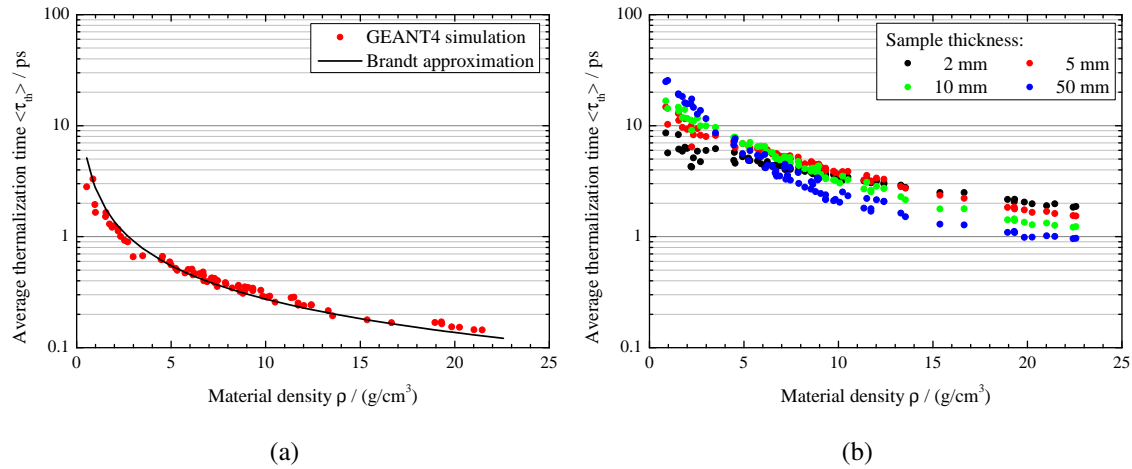 100
10
1
0.1
Average thermalization time <τth> / ps
GEANT4 simulation
Brandt approximation
0 5 10 15 20 25
Material density ρ / (g/cm³)
(a)
100
10
1
0.1
Average thermalization time <τth> / ps
Sample thickness:
2 mm 5 mm
10 mm 50 mm
0 5 10 15 20 25
Material density ρ / (g/cm³)
(b)